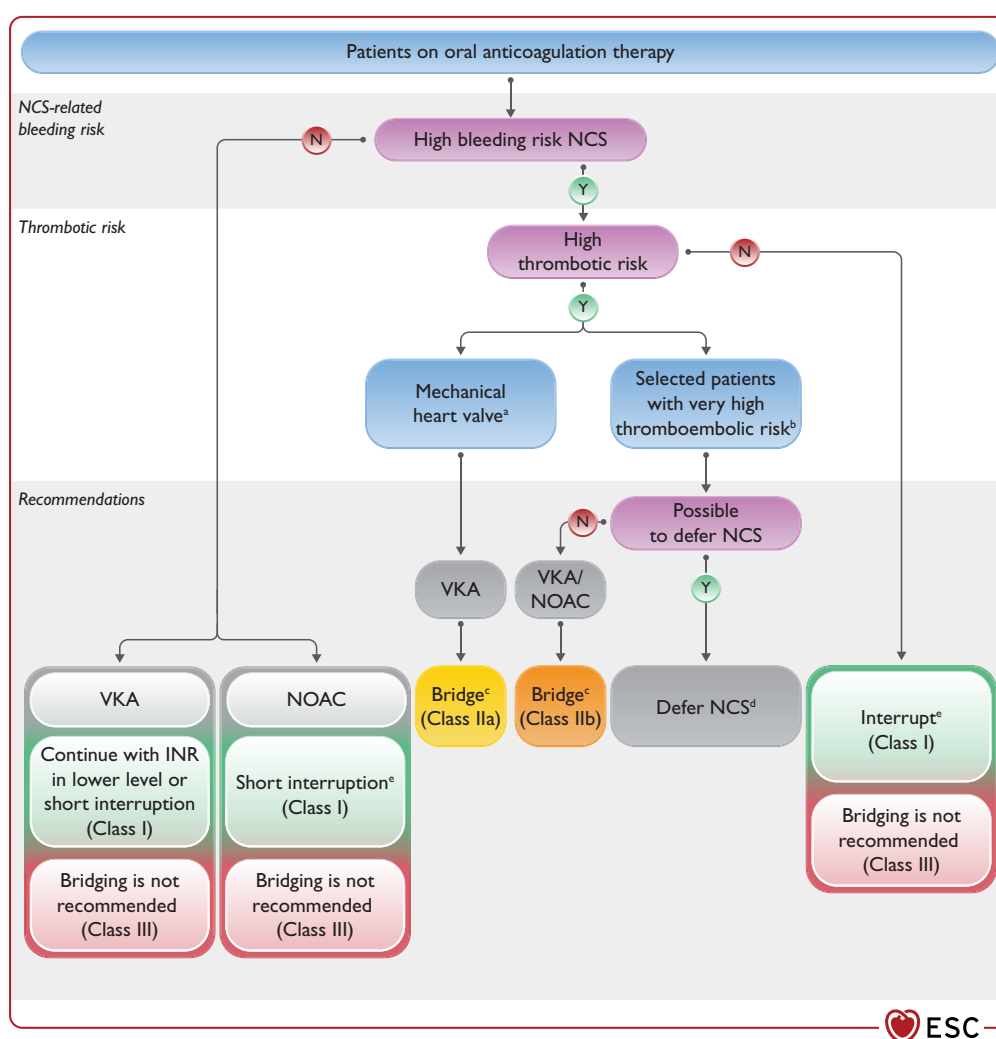 Patients on oral anticoagulation therapy
NCS-related
bleeding risk
N
High bleeding risk NCS
Y
Thrombotic risk
High
thrombotic risk
N
Y
Mechanical
heart valveᵃ
Selected patients
with very high
thromboembolic riskᵇ
Recommendations
Possible
to defer NCS
N
VKA
VKA/
NOAC
Y
VKA
Continue with INR
in lower level or
short interruption
(Class I)
Bridging is not
recommended
(Class III)
NOAC
Short interruptionᵉ
(Class I)
Bridging is not
recommended
(Class III)
Bridgeᶜ
(Class IIa)
Bridgeᶜ
(Class IIb)
Defer NCSᵈ
Interruptᵉ
(Class I)
Bridging is not
recommended
(Class III)
ESC